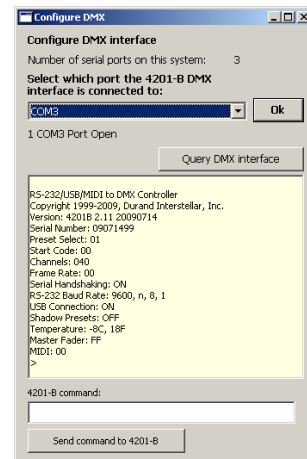 Configure DMX
Configure DMX interface
Number of serial ports on this system: 3
Select which port the 4201-B DMX
interface is connected to:
COM3
Ok
1 COM3 Port Open
Query DMX interface
RS-232/USB/MIDI to DMX Controller
Copyright 1999-2009, Durand Interstellar, Inc.
Version: 4201B 2.11 20090714
Serial Number: 09071499
Preset Select: 01
Start Code: 00
Channels: 040
Frame Rate: 00
Serial Handshaking: ON
RS-232 Baud Rate: 9600, n, 8, 1
USB Connection: ON
Shadow Presets: OFF
Temperature: -8C, 18F
Master Fader: FF
MIDI: 00
>
4201-B command:
Send command to 4201-B